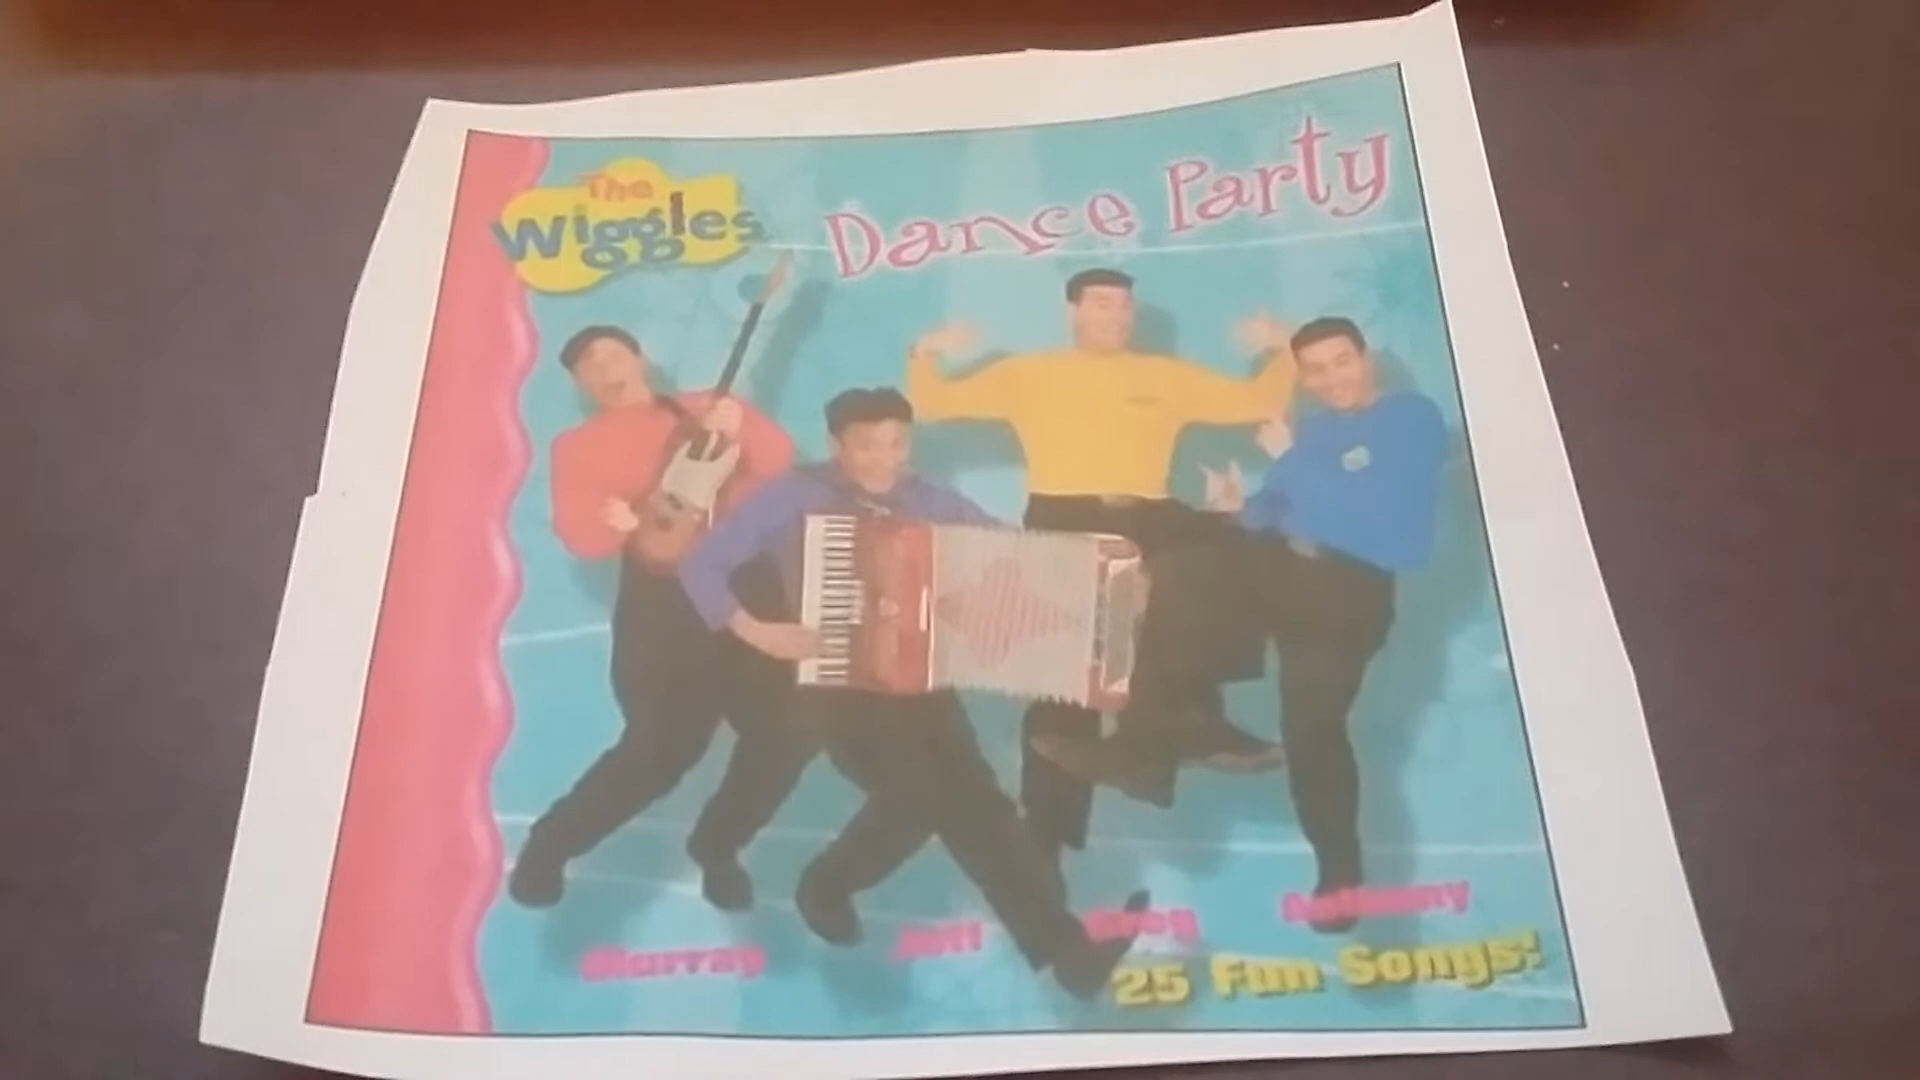 The
Wiggles
Dance Party
Murray
Jeff
Greg
Anthony
25 Fun Songs!